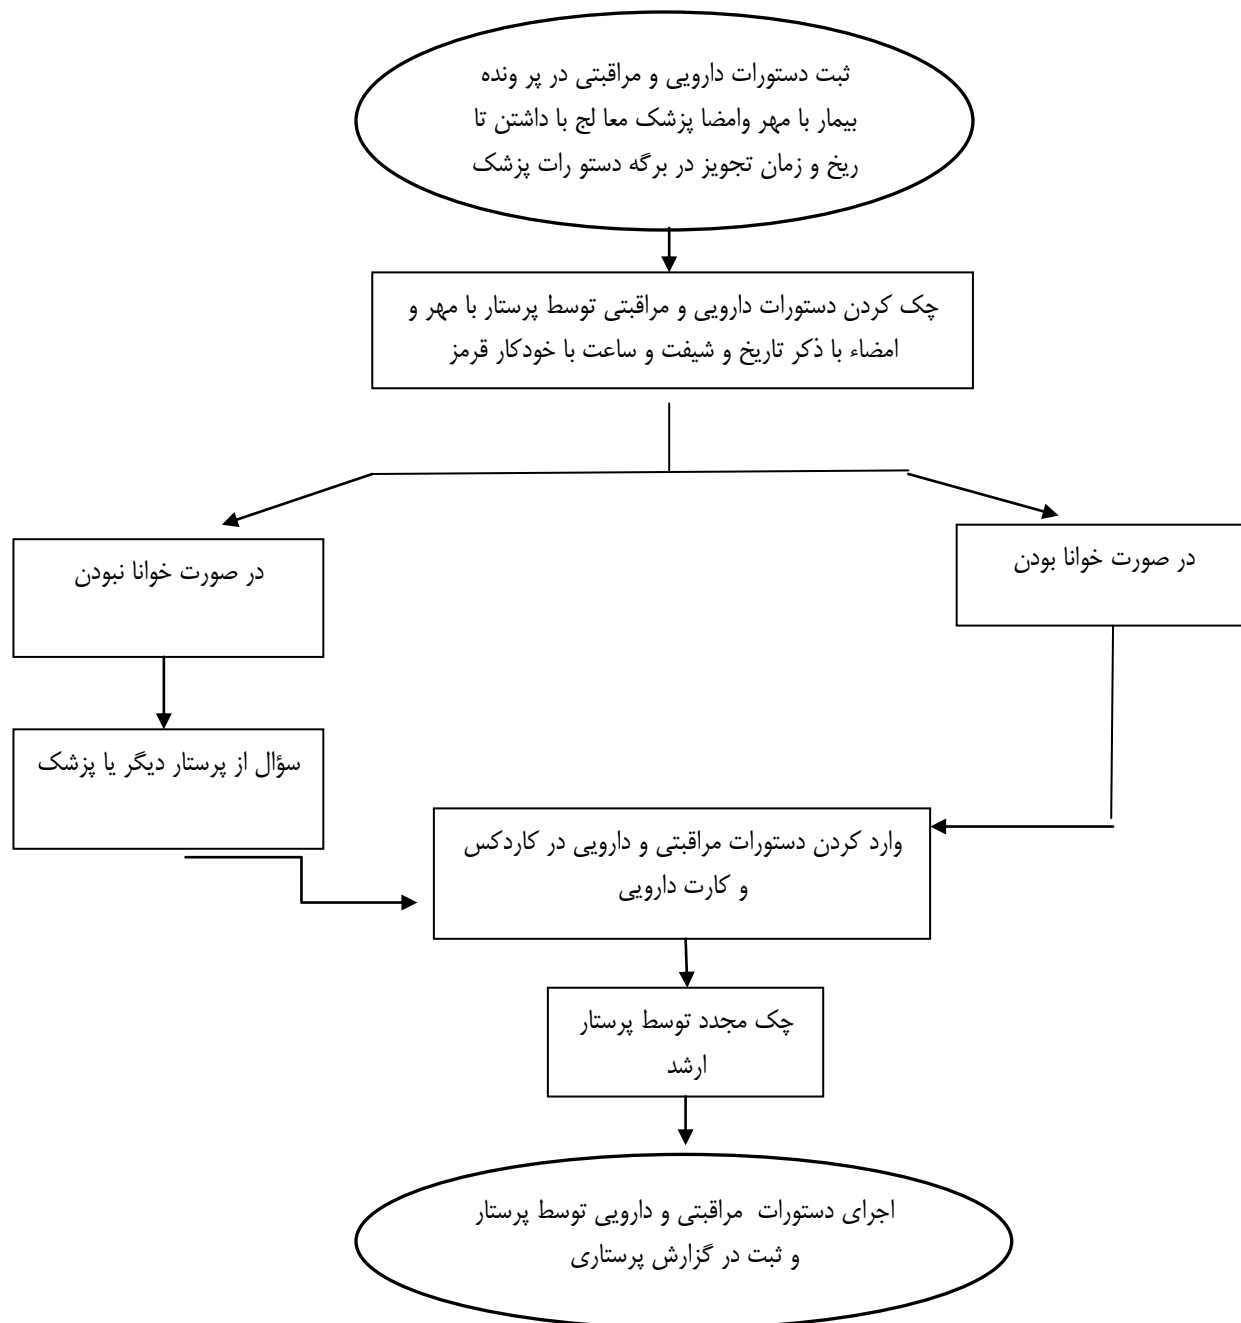 ثبت دستورات دارویی و مراقبتی در پر ونده
بیمار با مهر وامضا پزشک معا لج با داشتن تا
ریخ و زمان تجویز در برگه دستو رات پزشک
چک کردن دستورات دارویی و مراقبتی توسط پرستار با مهر و
امضاء با ذکر تاریخ و شیفت و ساعت با خودکار قرمز
در صورت خوانا بودن
در صورت خوانا نبودن
سؤال از پرستار دیگر یا پزشک
وارد کردن دستورات مراقبتی و دارویی در کاردکس
و کارت دارویی
چک مجدد توسط پرستار
ارشد
اجرای دستورات مراقبتی و دارویی توسط پرستار
و ثبت در گزارش پرستاری